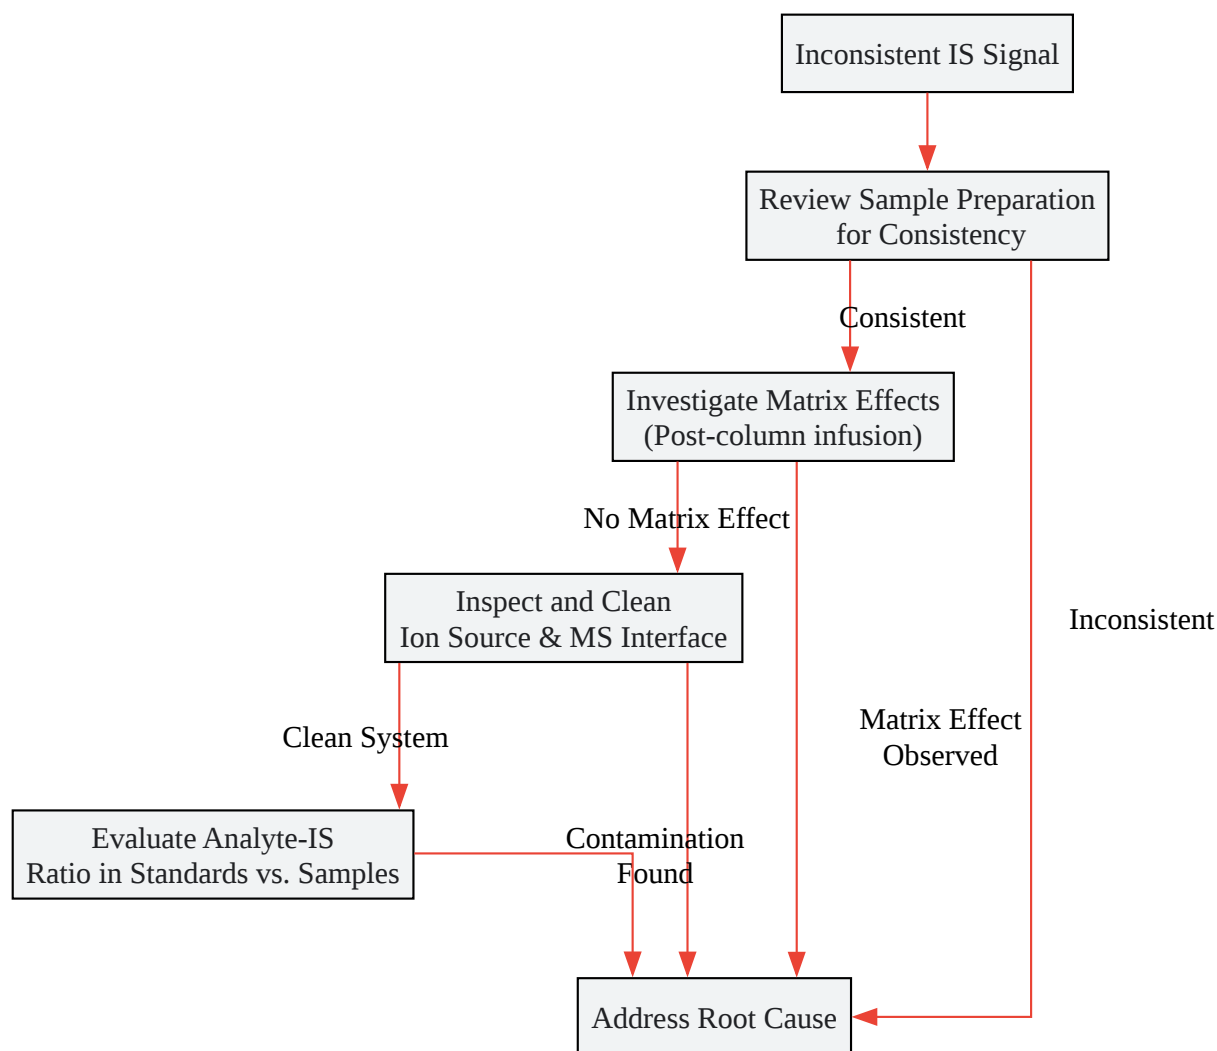 Inconsistent IS Signal
Review Sample Preparation
for Consistency
Consistent
Investigate Matrix Effects
(Post-column infusion)
No Matrix Effect
Inspect and Clean
Ion Source & MS Interface
Inconsistent
Matrix Effect
Observed
Clean System
Evaluate Analyte-IS
Ratio in Standards vs. Samples
Contamination
Found
Address Root Cause